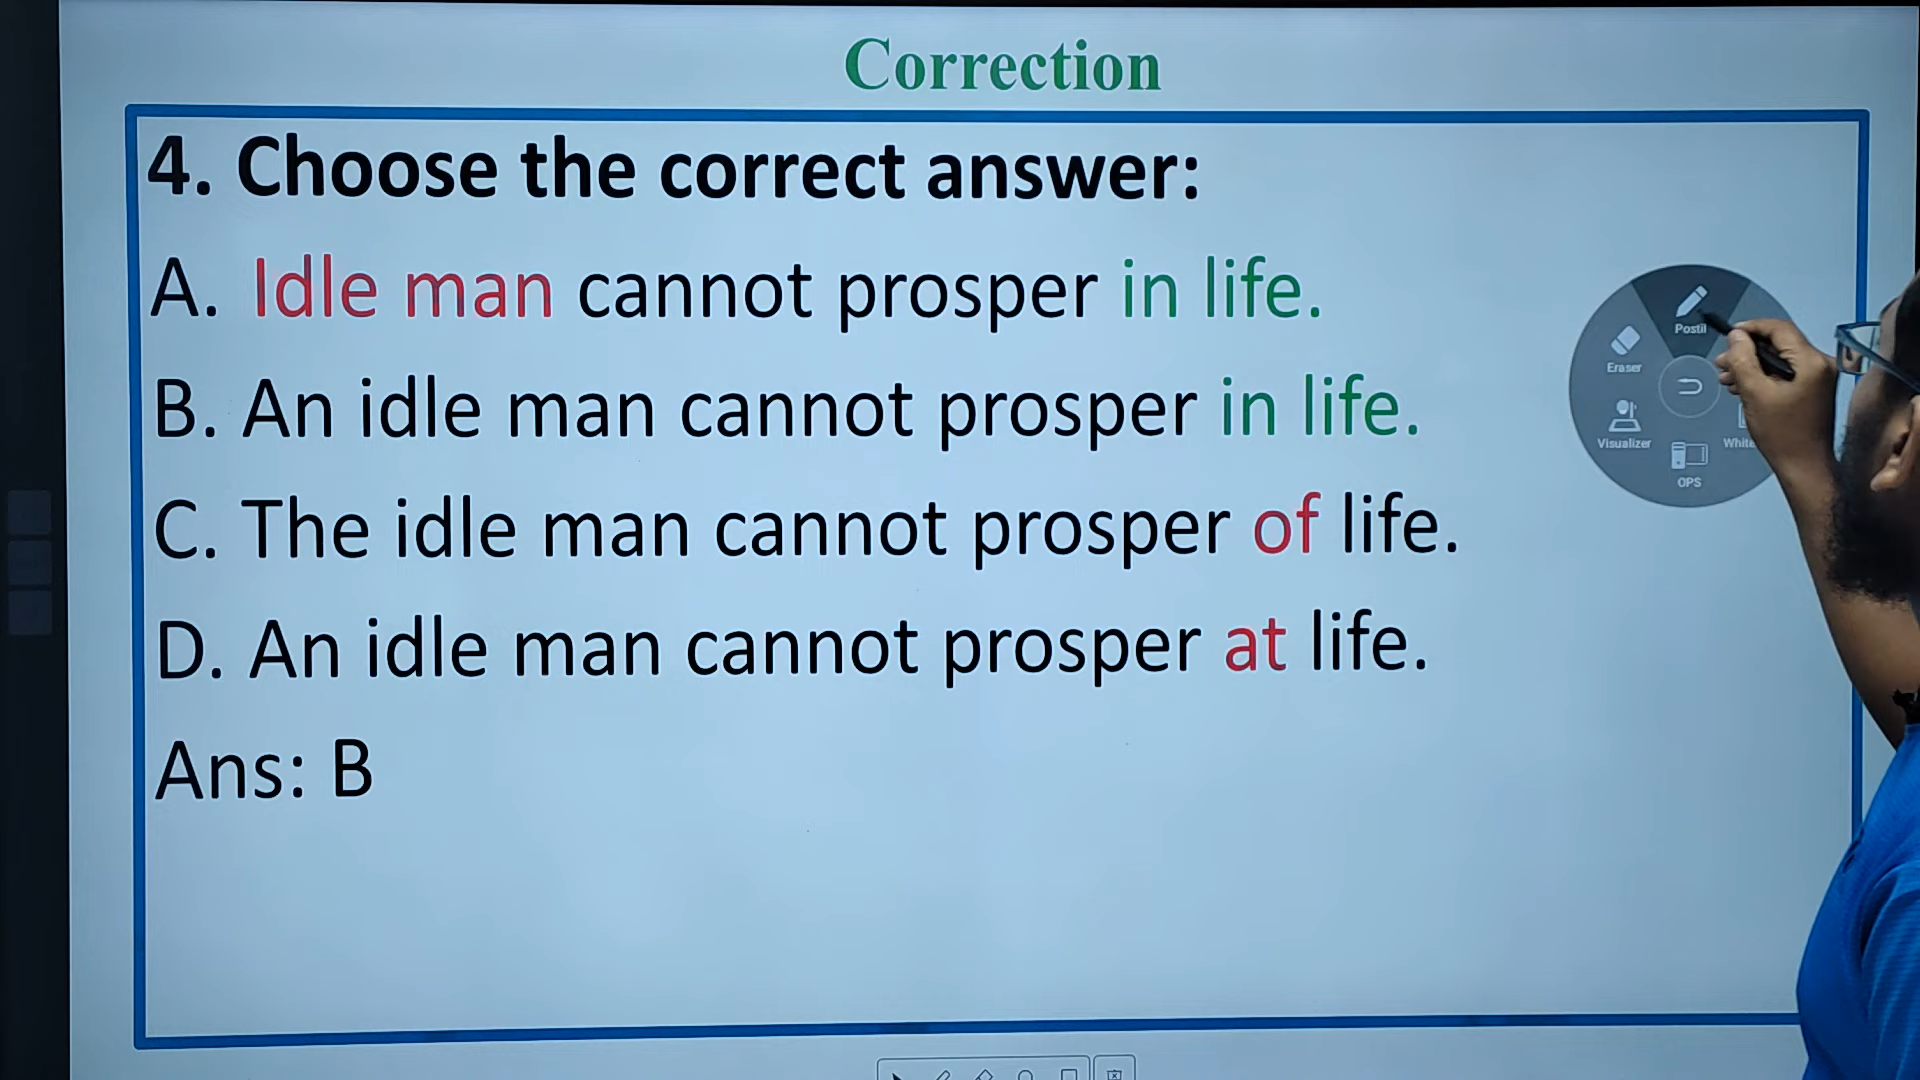 Correction
4. Choose the correct answer:
A. Idle man cannot prosper in life.
B. An idle man cannot prosper in life.
C. The idle man cannot prosper of life.
D. An idle man cannot prosper at life.
Ans: B
Postil
Eraser
Visualizer
White
OPS